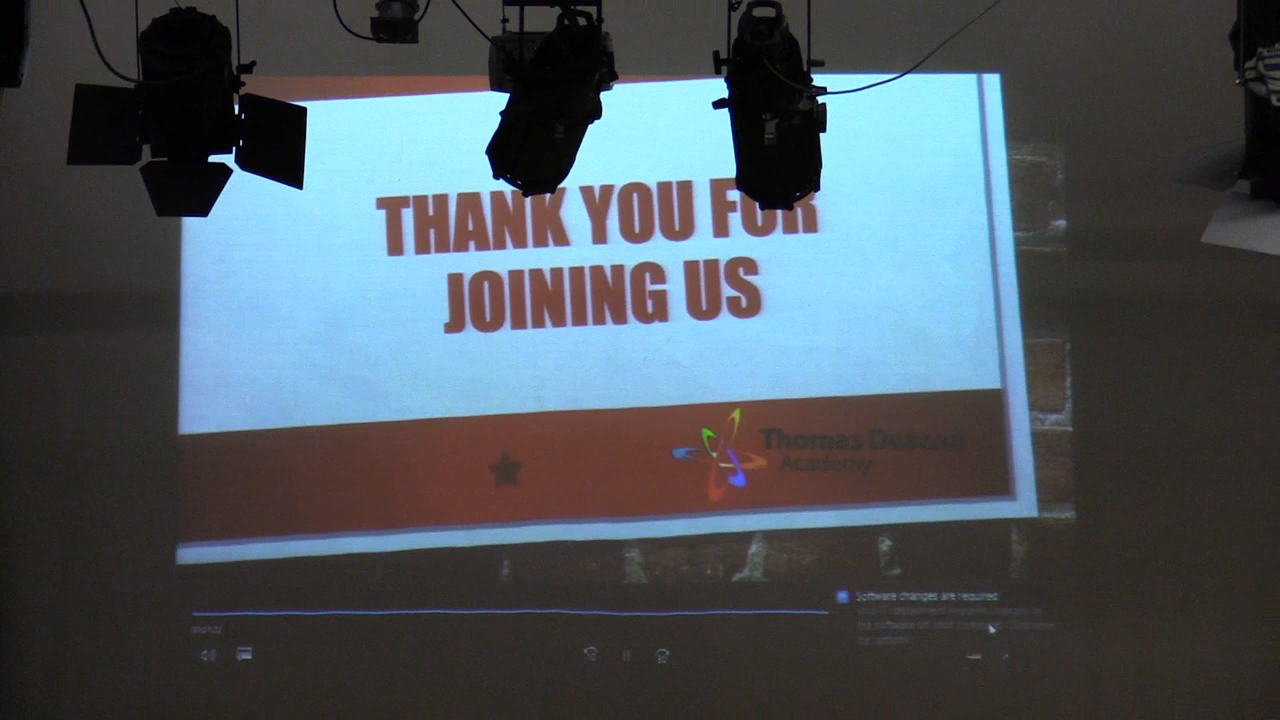 THANK YOU FOR
JOINING US
Thomas Deacon
Academy
Software changes are required